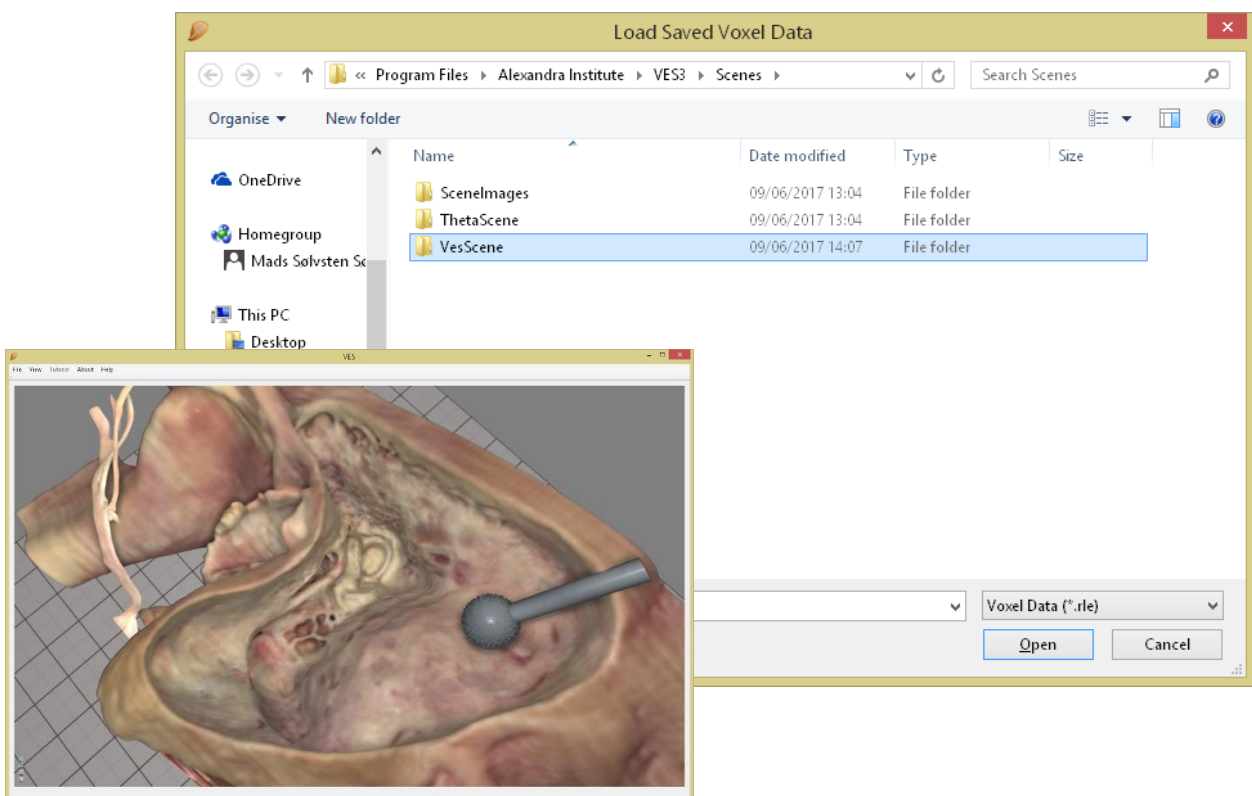 Load Saved Voxel Data
« Program Files Alexandra Institute VES3 Scenes
Search Scenes
Organise New folder
Name Date modified Type Size
OneDrive
SceneImages 09/06/2017 13:04 File folder
ThetaScene 09/06/2017 13:04 File folder
VesScene 09/06/2017 14:07 File folder
Homegroup
Mads Sølvsten Sø
This PC
Desktop
VES
File View Tutorial About Help
Voxel Data (*.rle)
Open Cancel